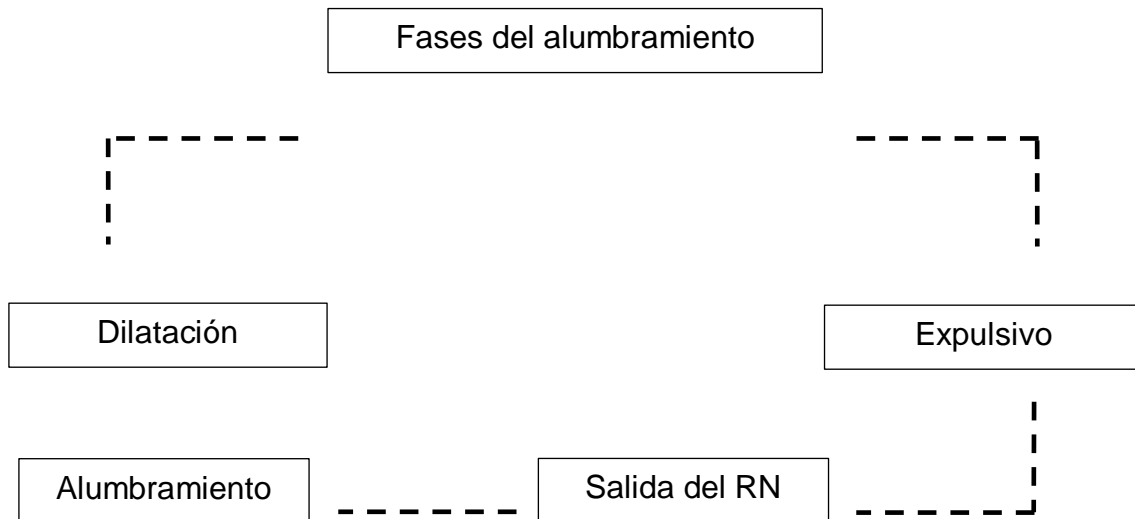 Fases del alumbramiento
Dilatación
Expulsivo
Alumbramiento
Salida del RN